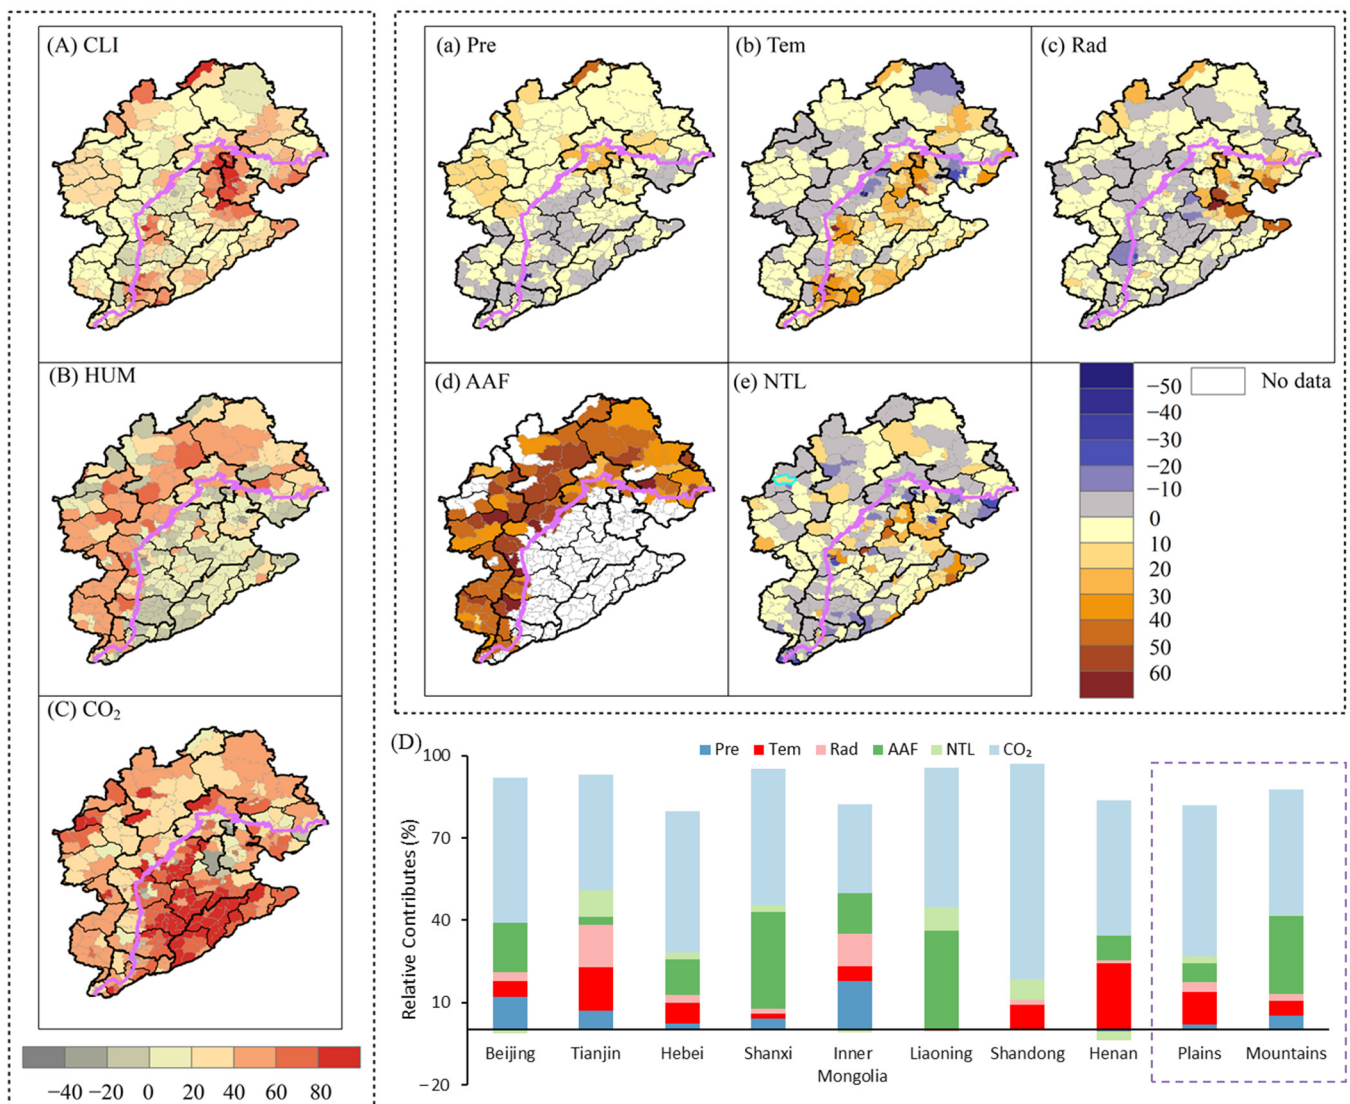 (A) CLI
(B) HUM
(C) CO₂
−40 −20 0 20 40 60 80
(a) Pre
(b) Tem
(c) Rad
(d) AAF
(e) NTL
−50
−40
−30
−20
−10
0
10
20
30
40
50
60
No data
(D)
Pre Tem Rad AAF NTL CO₂
Relative Contributes (%)
100
70
40
10
−20
Beijing Tianjin Hebei Shanxi Inner Mongolia Liaoning Shandong Henan Plains Mountains